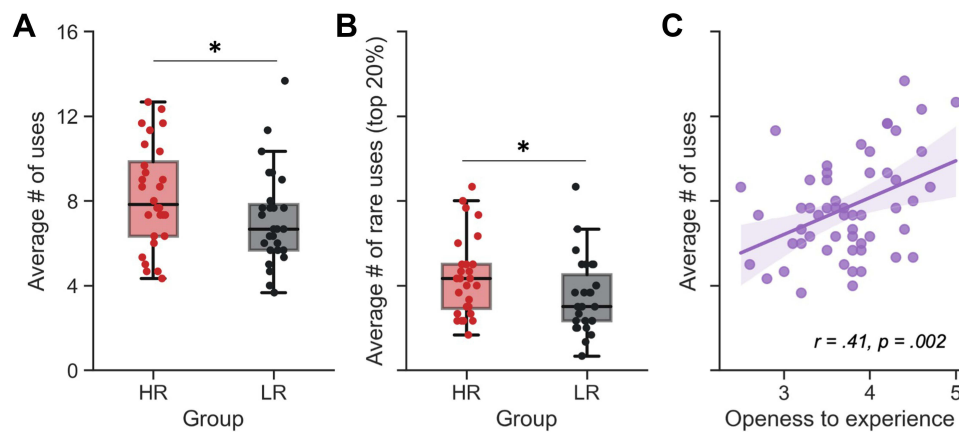 A
B
C
16
12
8
4
0
Average # of uses
*
HR
LR
Group
Average # of rare uses (top 20%)
*
HR
LR
Group
Average # of uses
r = .41, p = .002
3
4
5
Openess to experience